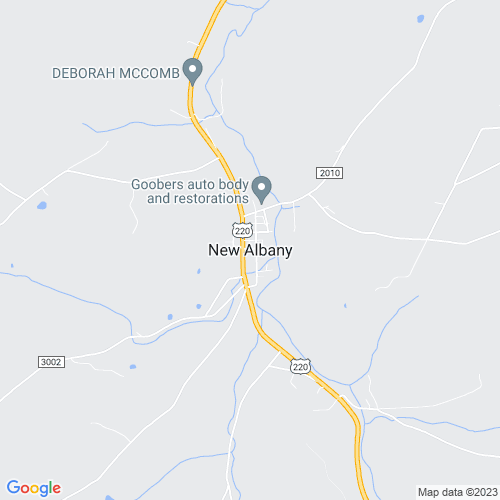 DEBORAH MCCOMB
2010
Goobers auto body
and restorations
220
New Albany
3002
220
Google
Map data ©2023